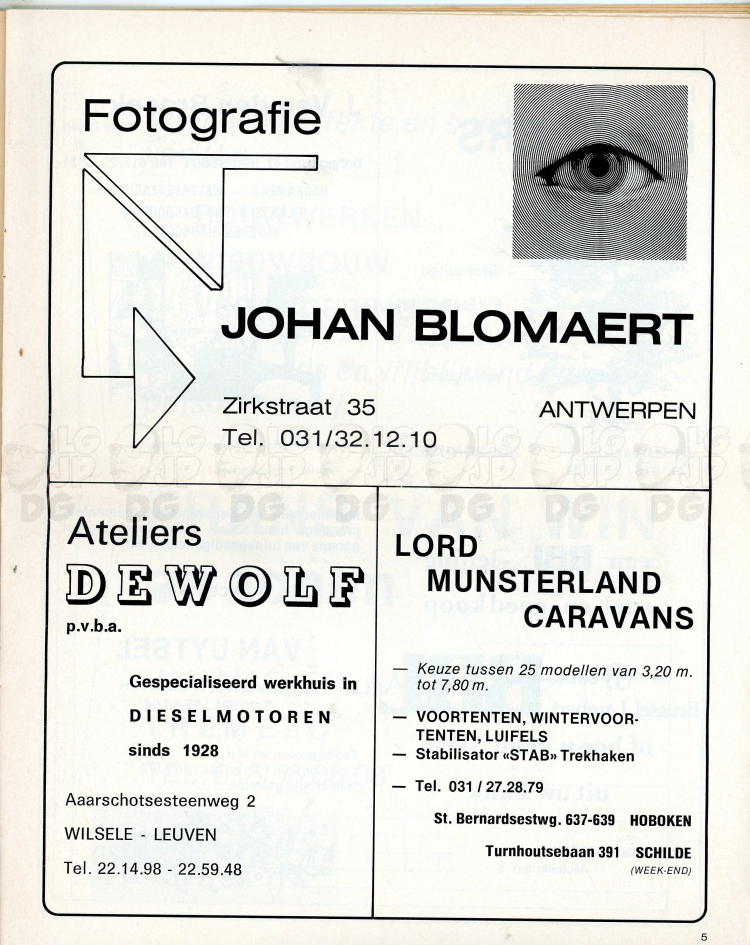 Fotografie
JOHAN BLOMAERT
Zirkstraat 35
ANTWERPEN
Tel. 031/32.12.10
Ateliers
DEWOLF
p.v.b.a.
Gespecialiseerd werkhuis in
DIESELMOTOREN
sinds 1928
Aaarschotsesteenweg 2
WILSELE - LEUVEN
Tel. 22.14.98 - 22.59.48
LORD
MUNSTERLAND
CARAVANS
— Keuze tussen 25 modellen van 3,20 m.
tot 7,80 m.
— VOORTENTEN, WINTERVOOR-
TENTEN, LUIFELS
— Stabilisator «STAB» Trekhaken
— Tel. 031 / 27.28.79
St. Bernardsestwg. 637-639 HOBOKEN
Turnhoutsebaan 391 SCHILDE
(WEEK-END)
5